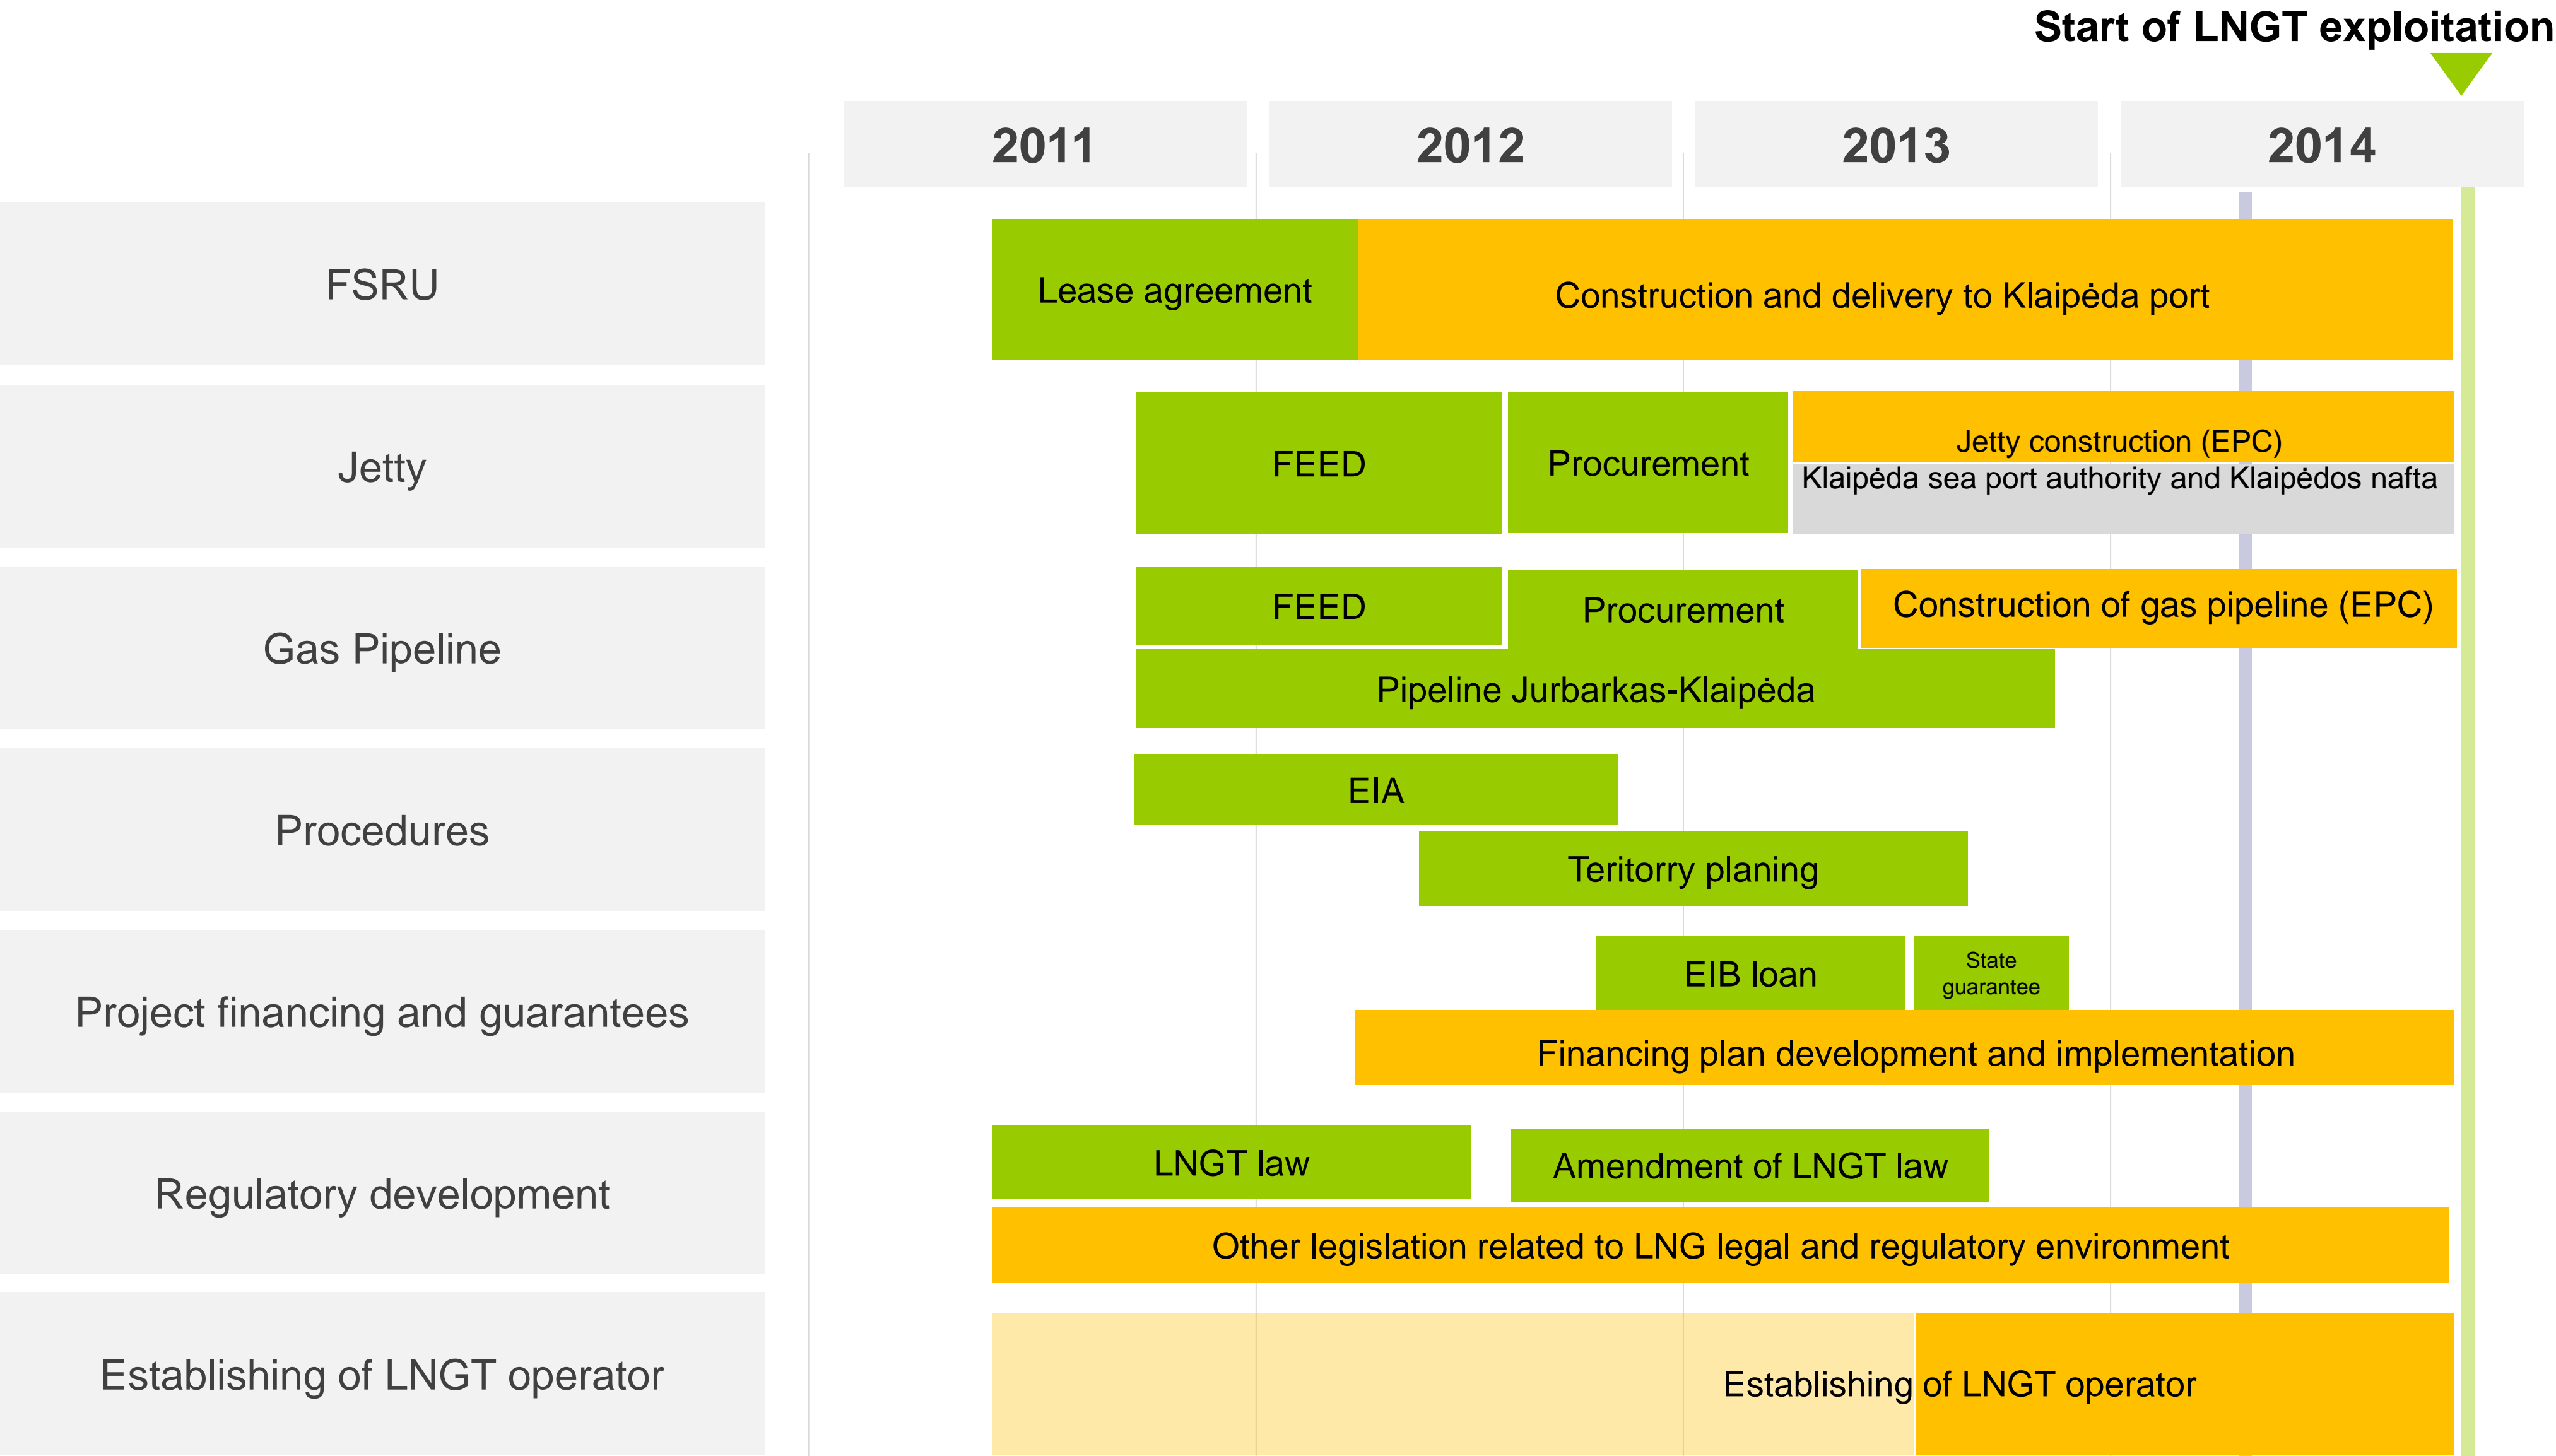 Start of LNGT exploitation
2011
2012
2013
2014
FSRU
Lease agreement
Construction and delivery to Klaipėda port
Jetty
FEED
Procurement
Jetty construction (EPC)
Klaipėda sea port authority and Klaipėdos nafta
Gas Pipeline
FEED
Procurement
Construction of gas pipeline (EPC)
Pipeline Jurbarkas-Klaipėda
Procedures
EIA
Teritorry planing
Project financing and guarantees
EIB loan
State
guarantee
Financing plan development and implementation
Regulatory development
LNGT law
Amendment of LNGT law
Other legislation related to LNG legal and regulatory environment
Establishing of LNGT operator
Establishing of LNGT operator